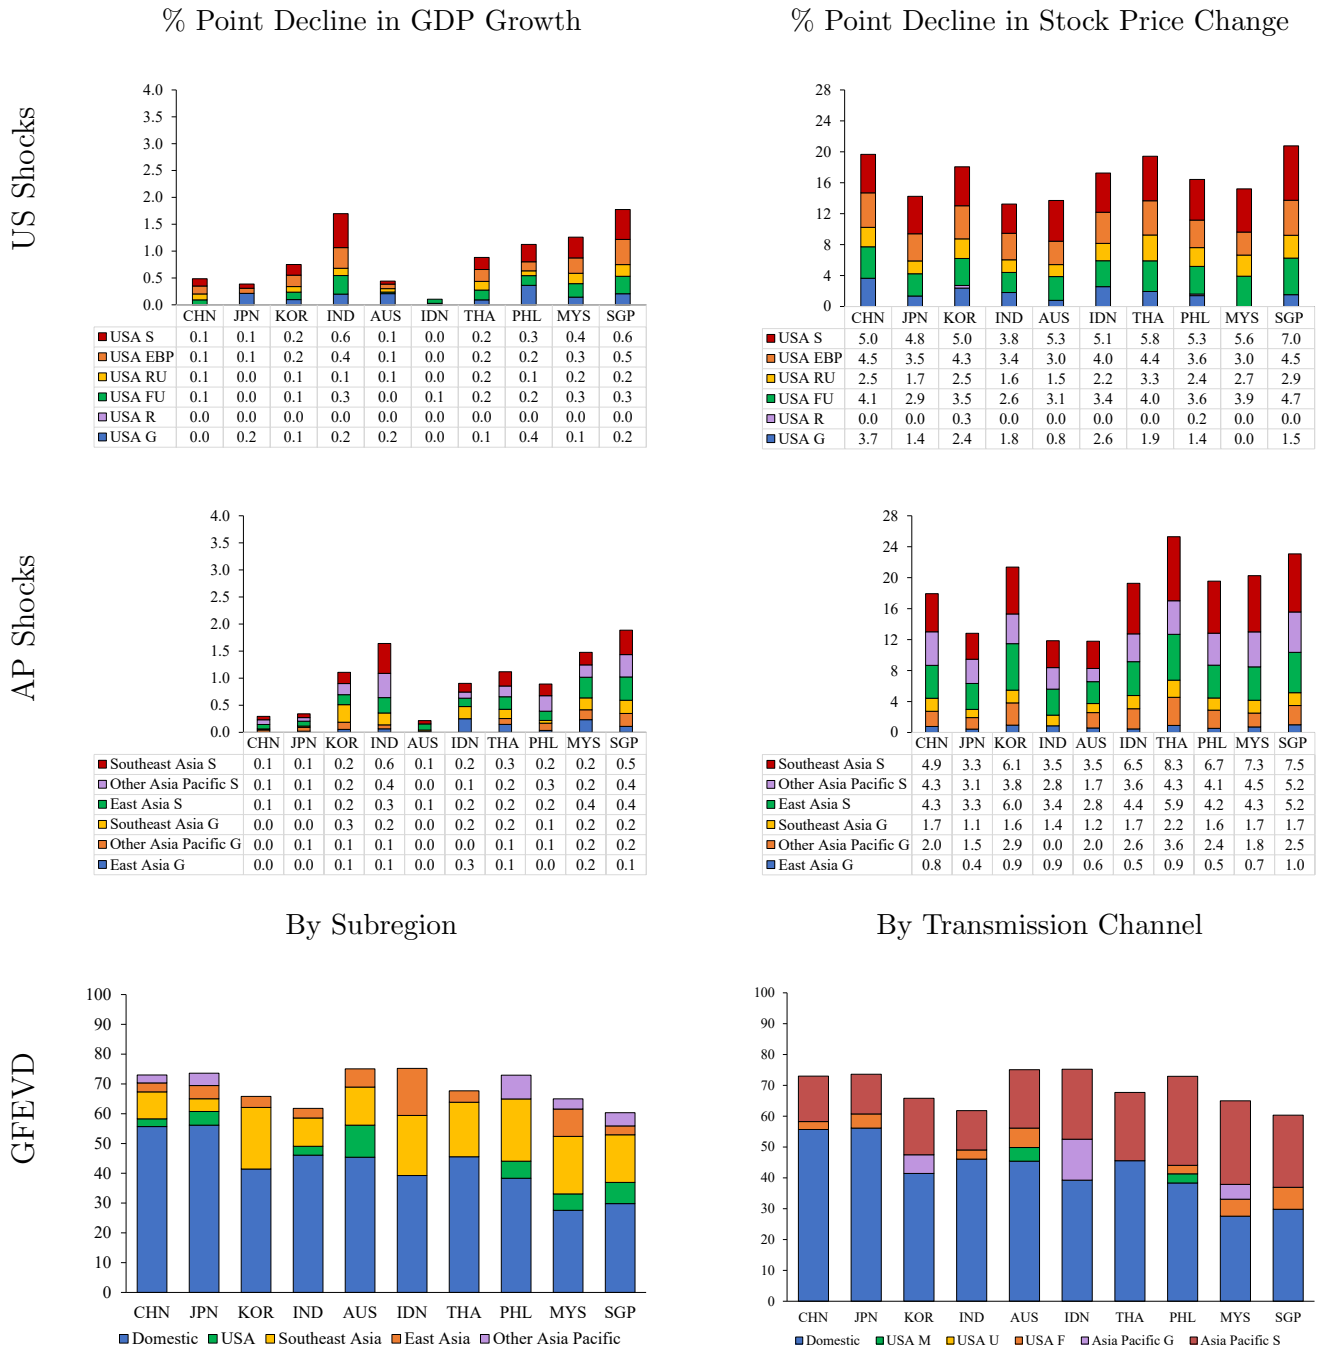 % Point Decline in GDP Growth
% Point Decline in Stock Price Change
US Shocks
4.0
3.5
3.0
2.5
2.0
1.5
1.0
0.5
0.0
CHN JPN KOR IND AUS IDN THA PHL MYS SGP
USA S 0.1 0.1 0.2 0.6 0.1 0.0 0.2 0.3 0.4 0.6
USA EBP 0.1 0.1 0.2 0.4 0.1 0.0 0.2 0.2 0.3 0.5
USA RU 0.1 0.0 0.1 0.1 0.1 0.0 0.2 0.1 0.2 0.2
USA FU 0.1 0.0 0.1 0.3 0.0 0.1 0.2 0.2 0.3 0.3
USA R 0.0 0.0 0.0 0.0 0.0 0.0 0.0 0.0 0.0 0.0
USA G 0.0 0.2 0.1 0.2 0.2 0.0 0.1 0.4 0.1 0.2
28
24
20
16
12
8
4
0
CHN JPN KOR IND AUS IDN THA PHL MYS SGP
USA S 5.0 4.8 5.0 3.8 5.3 5.1 5.8 5.3 5.6 7.0
USA EBP 4.5 3.5 4.3 3.4 3.0 4.0 4.4 3.6 3.0 4.5
USA RU 2.5 1.7 2.5 1.6 1.5 2.2 3.3 2.4 2.7 2.9
USA FU 4.1 2.9 3.5 2.6 3.1 3.4 4.0 3.6 3.9 4.7
USA R 0.0 0.0 0.3 0.0 0.0 0.0 0.0 0.2 0.0 0.0
USA G 3.7 1.4 2.4 1.8 0.8 2.6 1.9 1.4 0.0 1.5
AP Shocks
4.0
3.5
3.0
2.5
2.0
1.5
1.0
0.5
0.0
CHN JPN KOR IND AUS IDN THA PHL MYS SGP
Southeast Asia S 0.1 0.1 0.2 0.6 0.1 0.2 0.3 0.2 0.2 0.5
Other Asia Pacific S 0.1 0.1 0.2 0.4 0.0 0.1 0.2 0.3 0.2 0.4
East Asia S 0.1 0.1 0.2 0.3 0.1 0.2 0.2 0.2 0.4 0.4
Southeast Asia G 0.0 0.0 0.3 0.2 0.0 0.2 0.2 0.1 0.2 0.2
Other Asia Pacific G 0.0 0.1 0.1 0.1 0.0 0.0 0.1 0.1 0.2 0.2
East Asia G 0.0 0.0 0.1 0.1 0.0 0.3 0.1 0.0 0.2 0.1
28
24
20
16
12
8
4
0
CHN JPN KOR IND AUS IDN THA PHL MYS SGP
Southeast Asia S 4.9 3.3 6.1 3.5 3.5 6.5 8.3 6.7 7.3 7.5
Other Asia Pacific S 4.3 3.1 3.8 2.8 1.7 3.6 4.3 4.1 4.5 5.2
East Asia S 4.3 3.3 6.0 3.4 2.8 4.4 5.9 4.2 4.3 5.2
Southeast Asia G 1.7 1.1 1.6 1.4 1.2 1.7 2.2 1.6 1.7 1.7
Other Asia Pacific G 2.0 1.5 2.9 0.0 2.0 2.6 3.6 2.4 1.8 2.5
East Asia G 0.8 0.4 0.9 0.9 0.6 0.5 0.9 0.5 0.7 1.0
By Subregion
By Transmission Channel
GFEVD
100
90
80
70
60
50
40
30
20
10
0
CHN JPN KOR IND AUS IDN THA PHL MYS SGP
Domestic USA Southeast Asia East Asia Other Asia Pacific
100
90
80
70
60
50
40
30
20
10
0
CHN JPN KOR IND AUS IDN THA PHL MYS SGP
Domestic USA M USA U USA F Asia Pacific G Asia Pacific S